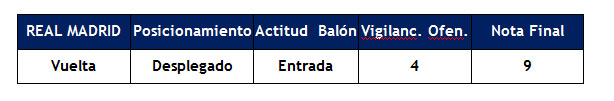 REAL MADRID Posicionamiento Actitud Balón Vigilanc. Ofen. Nota Final
Vuelta Desplegado Entrada 4 9